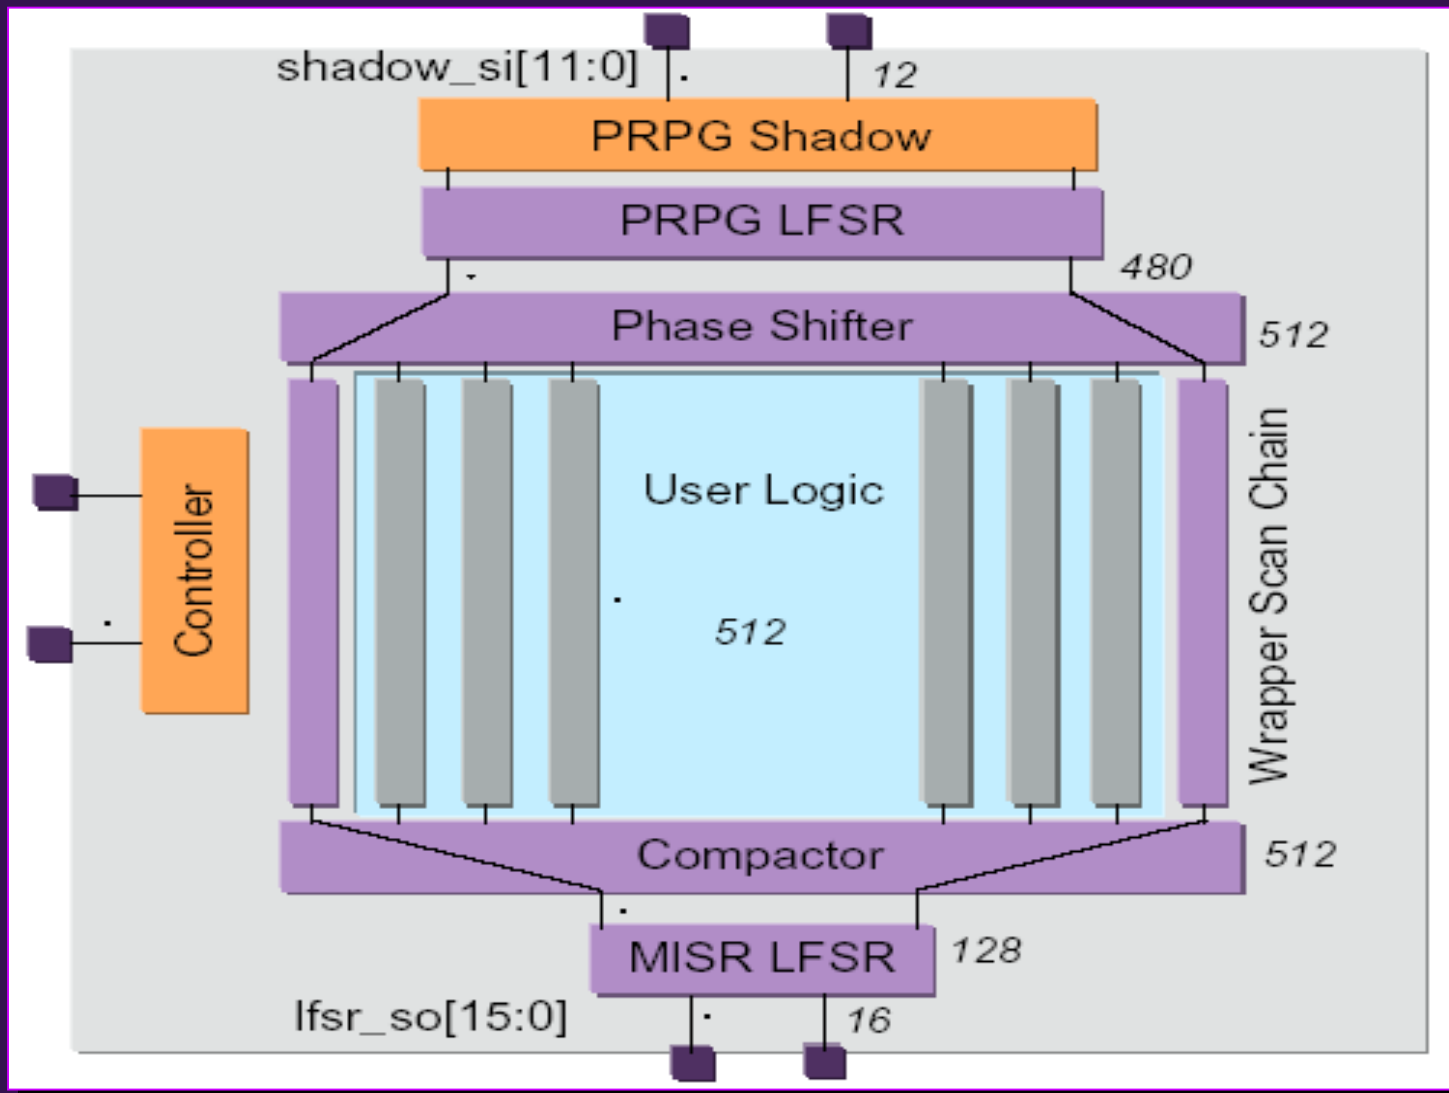 shadow_si[11:0]
12
PRPG Shadow
PRPG LFSR
480
Phase Shifter
512
Controller
User Logic
512
Wrapper Scan Chain
Compactor
512
MISR LFSR
128
lfsr_so[15:0]
16